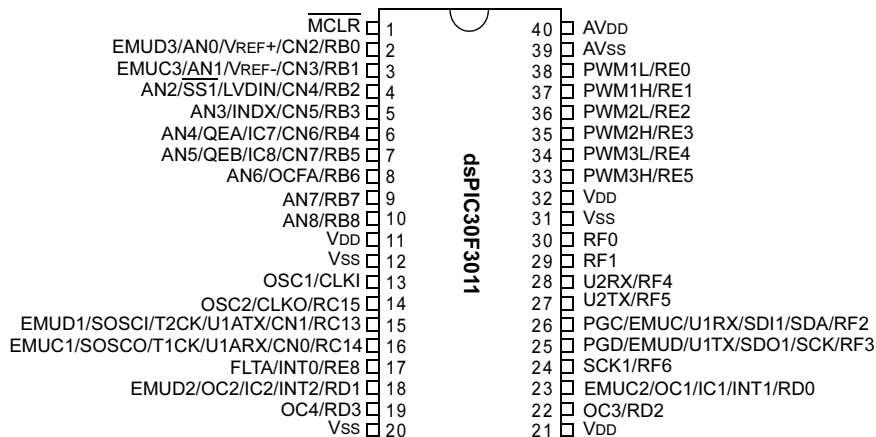 MCLR 1
EMUD3/AN0/VREF+/CN2/RB0 2
EMUC3/AN1/VREF-/CN3/RB1 3
AN2/SS1/LVDIN/CN4/RB2 4
AN3/INDX/CN5/RB3 5
AN4/QEA/IC7/CN6/RB4 6
AN5/QEB/IC8/CN7/RB5 7
AN6/OCFA/RB6 8
AN7/RB7 9
AN8/RB8 10
VDD 11
VSS 12
OSC1/CLKI 13
OSC2/CLKO/RC15 14
EMUD1/SOSCI/T2CK/U1ATX/CN1/RC13 15
EMUC1/SOSCO/T1CK/U1ARX/CN0/RC14 16
FLTA/INT0/RE8 17
EMUD2/OC2/IC2/INT2/RD1 18
OC4/RD3 19
VSS 20
dsPIC30F3011
40 AVDD
39 AVSS
38 PWM1L/RE0
37 PWM1H/RE1
36 PWM2L/RE2
35 PWM2H/RE3
34 PWM3L/RE4
33 PWM3H/RE5
32 VDD
31 VSS
30 RF0
29 RF1
28 U2RX/RF4
27 U2TX/RF5
26 PGC/EMUC/U1RX/SDI1/SDA/RF2
25 PGD/EMUD/U1TX/SDO1/SCK/RF3
24 SCK1/RF6
23 EMUC2/OC1/IC1/INT1/RD0
22 OC3/RD2
21 VDD